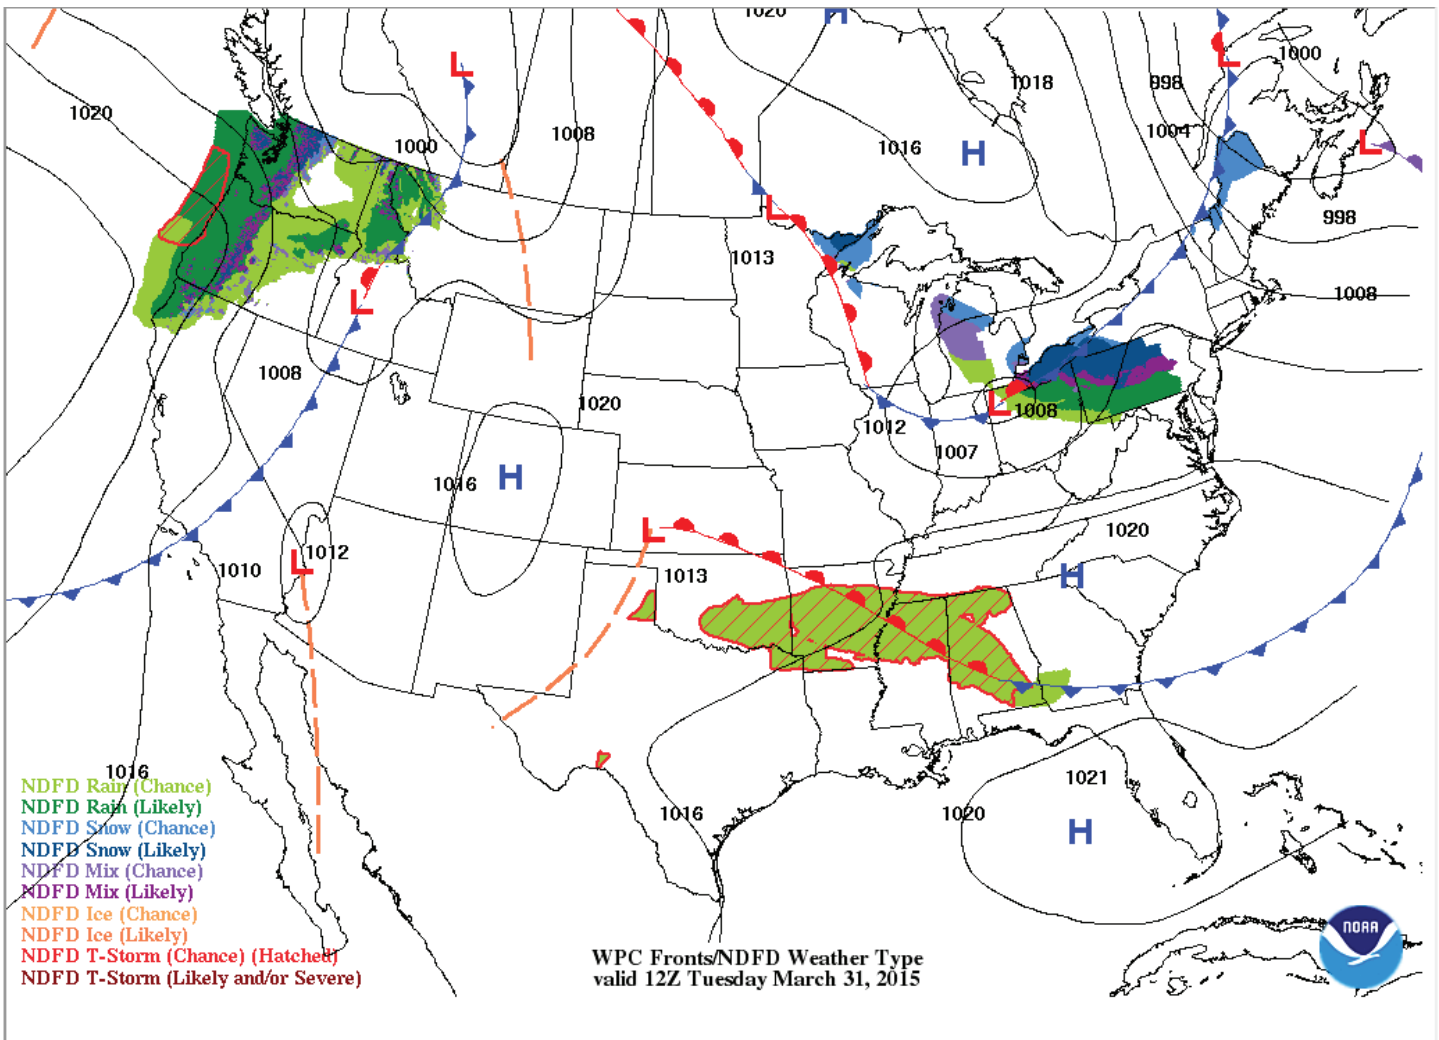 1020
H
L
1000
998
1018
1020
1008
1004
1000
1016
H
L
L
998
1013
L
1008
1008
1020
L
1008
1012
1007
1016
H
L
1020
1012
L
1010
1013
H
1016
1021
1016
1020
H
NDFD Rain (Chance)
NDFD Rain (Likely)
NDFD Snow (Chance)
NDFD Snow (Likely)
NDFD Mix (Chance)
NDFD Mix (Likely)
NDFD Ice (Chance)
NDFD Ice (Likely)
NDFD T-Storm (Chance) (Hatched)
NDFD T-Storm (Likely and/or Severe)
WPC Fronts/NDFD Weather Type
valid 12Z Tuesday March 31, 2015
NOAA